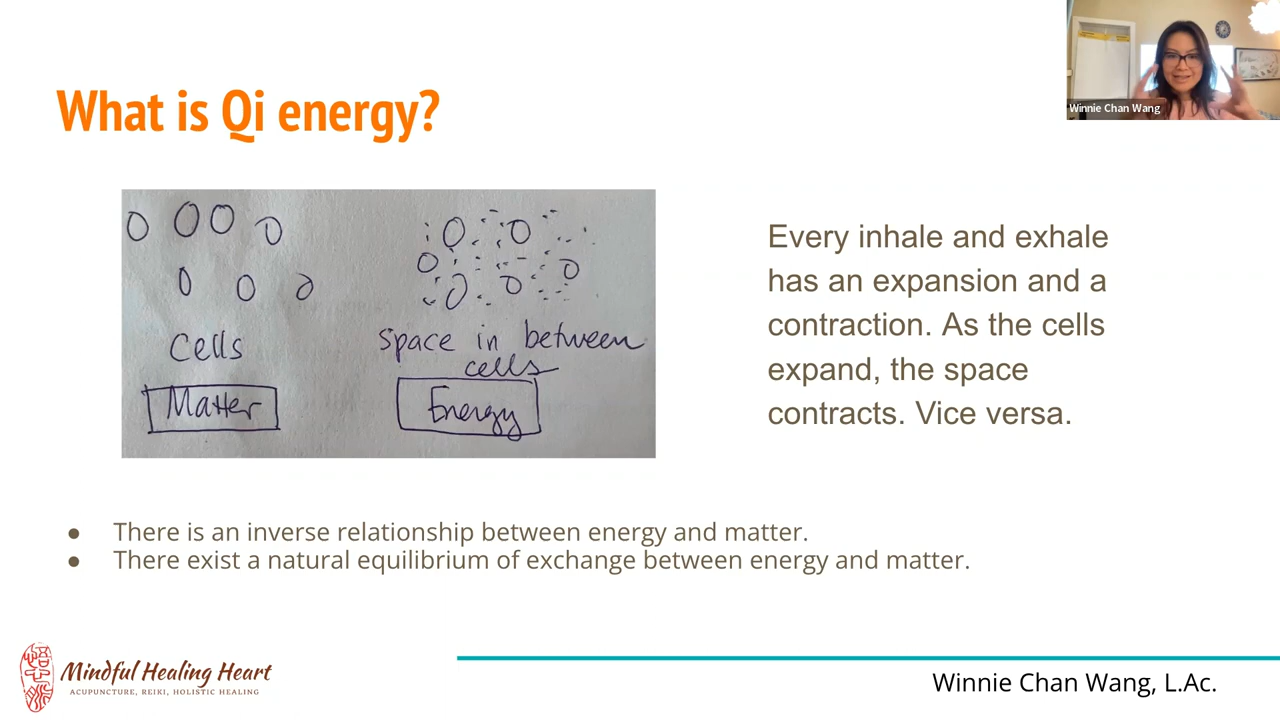 Winnie Chan Wang
What is Qi energy?
Cells
Matter
space in between
cells
Energy
Every inhale and exhale
has an expansion and a
contraction. As the cells
expand, the space
contracts. Vice versa.
● There is an inverse relationship between energy and matter.
● There exist a natural equilibrium of exchange between energy and matter.
Mindful Healing Heart
ACUPUNCTURE, REIKI, HOLISTIC HEALING
Winnie Chan Wang, L.Ac.